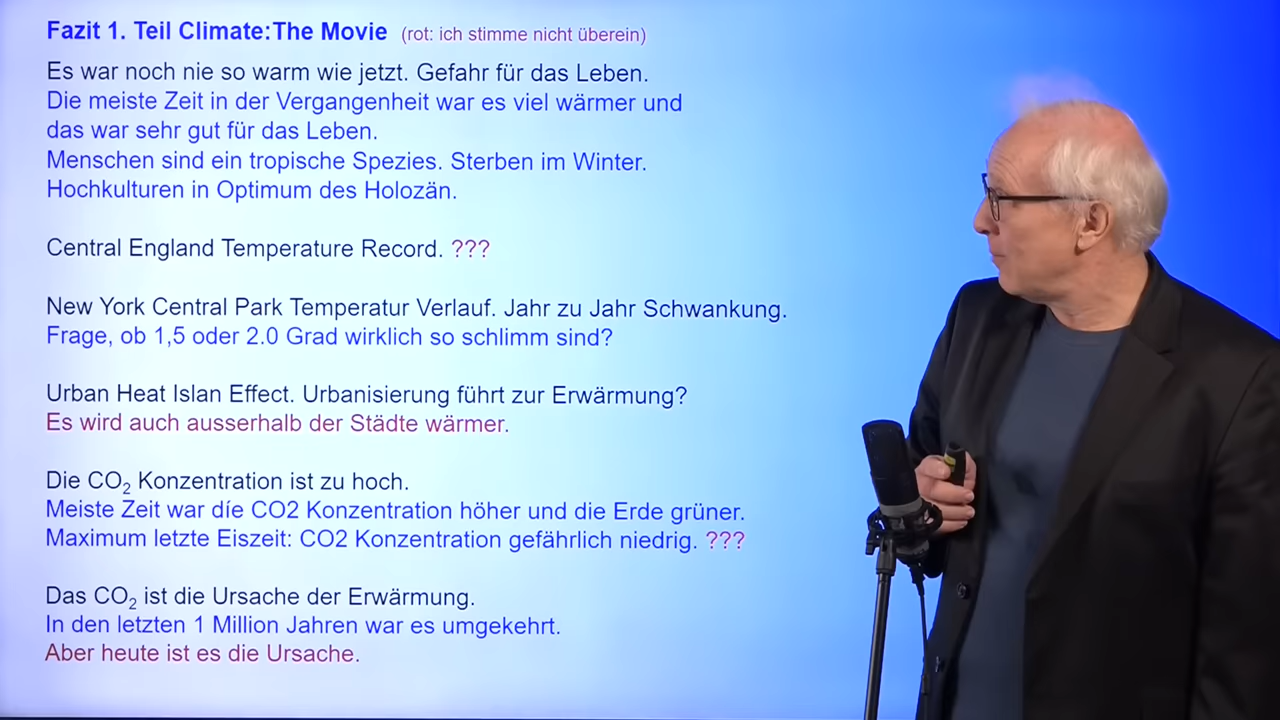 Fazit 1. Teil Climate:The Movie (rot: ich stimme nicht überein)
Es war noch nie so warm wie jetzt. Gefahr für das Leben.
Die meiste Zeit in der Vergangenheit war es viel wärmer und
das war sehr gut für das Leben.
Menschen sind ein tropische Spezies. Sterben im Winter.
Hochkulturen in Optimum des Holozän.
Central England Temperature Record. ???
New York Central Park Temperatur Verlauf. Jahr zu Jahr Schwankung.
Frage, ob 1,5 oder 2.0 Grad wirklich so schlimm sind?
Urban Heat Islan Effect. Urbanisierung führt zur Erwärmung?
Es wird auch ausserhalb der Städte wärmer.
Die CO₂ Konzentration ist zu hoch.
Meiste Zeit war díe CO2 Konzentration höher und die Erde grüner.
Maximum letzte Eiszeit: CO2 Konzentration gefährlich niedrig. ???
Das CO₂ ist die Ursache der Erwärmung.
In den letzten 1 Million Jahren war es umgekehrt.
Aber heute ist es die Ursache.